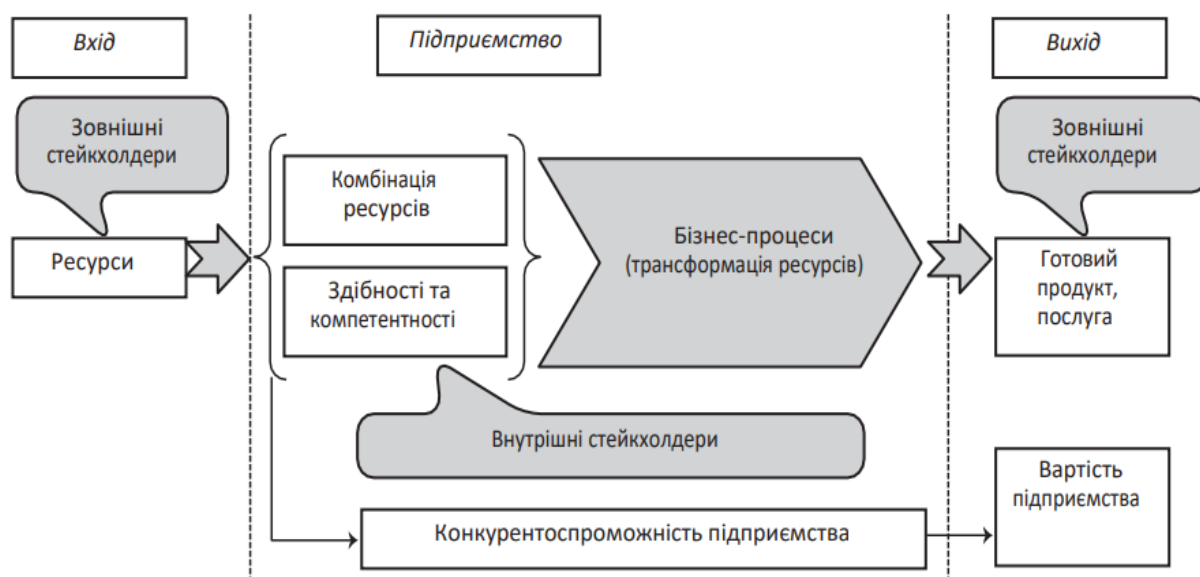 Вхід
Підприємство
Вихід
Зовнішні
стейкхолдери
Зовнішні
стейкхолдери
Комбінація
ресурсів
Ресурси
Здібності та
компетентності
Бізнес-процеси
(трансформація ресурсів)
Готовий
продукт,
послуга
Внутрішні стейкхолдери
Вартість
підприємства
Конкурентоспроможність підприємства